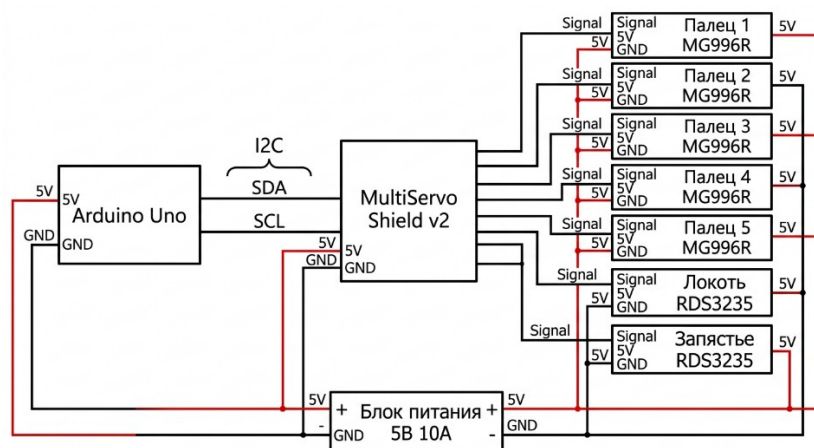 Signal
Signal
5V
GND
Палец 1
MG996R
5V
5V
Signal
Signal
5V
GND
Палец 2
MG996R
5V
5V
Signal
Signal
5V
GND
Палец 3
MG996R
5V
5V
Signal
Signal
5V
GND
Палец 4
MG996R
5V
5V
Signal
Signal
5V
GND
Палец 5
MG996R
5V
5V
Signal
Signal
5V
GND
Локоть
RDS3235
5V
5V
Signal
Signal
5V
GND
Запястье
RDS3235
5V
5V
I2C
SDA
SCL
5V
5V
GND
GND
Arduino Uno
MultiServo
Shield v2
5V
5V
GND
GND
5V
+
-
GND
Блок питания
5В 10А
+
-
5V
GND